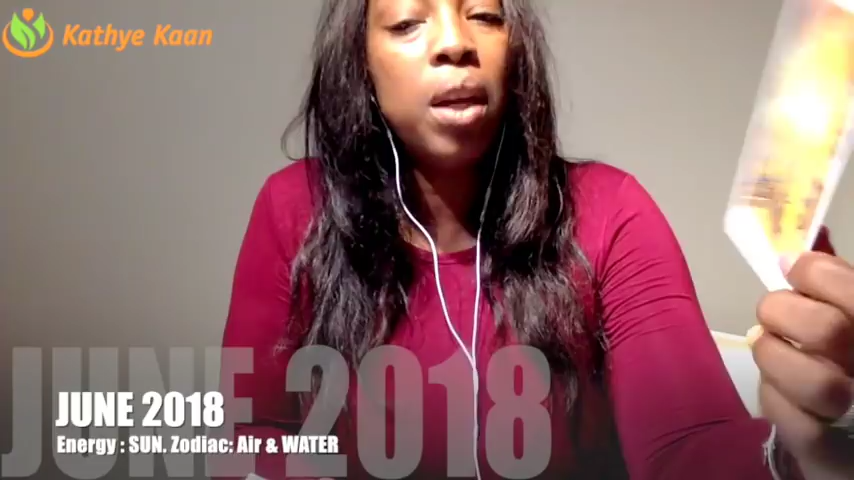 Kathye Kaan
JUNE 2018
JUNE 2018
Energy : SUN. Zodiac: Air & WATER